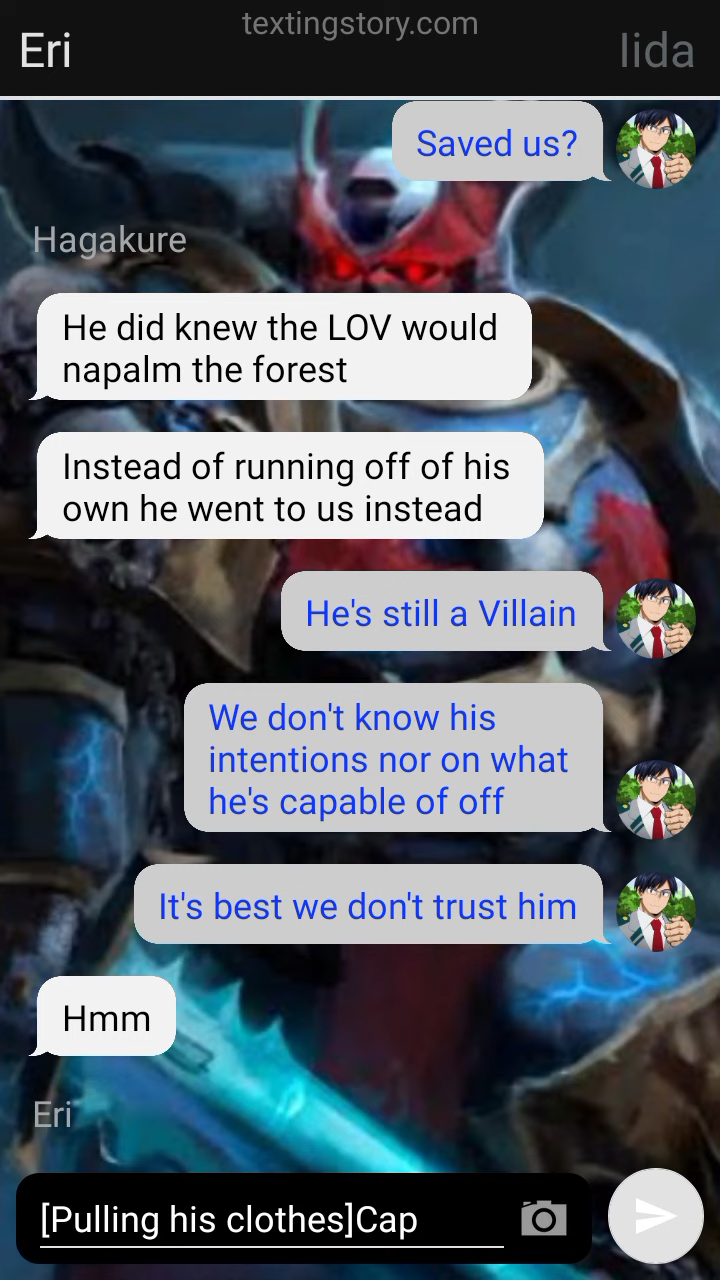 textingstory.com
Eri
Iida
Saved us?
Hagakure
He did knew the LOV would
napalm the forest
Instead of running off of his
own he went to us instead
He's still a Villain
We don't know his
intentions nor on what
he's capable of off
It's best we don't trust him
Hmm
Eri
[Pulling his clothes]Cap